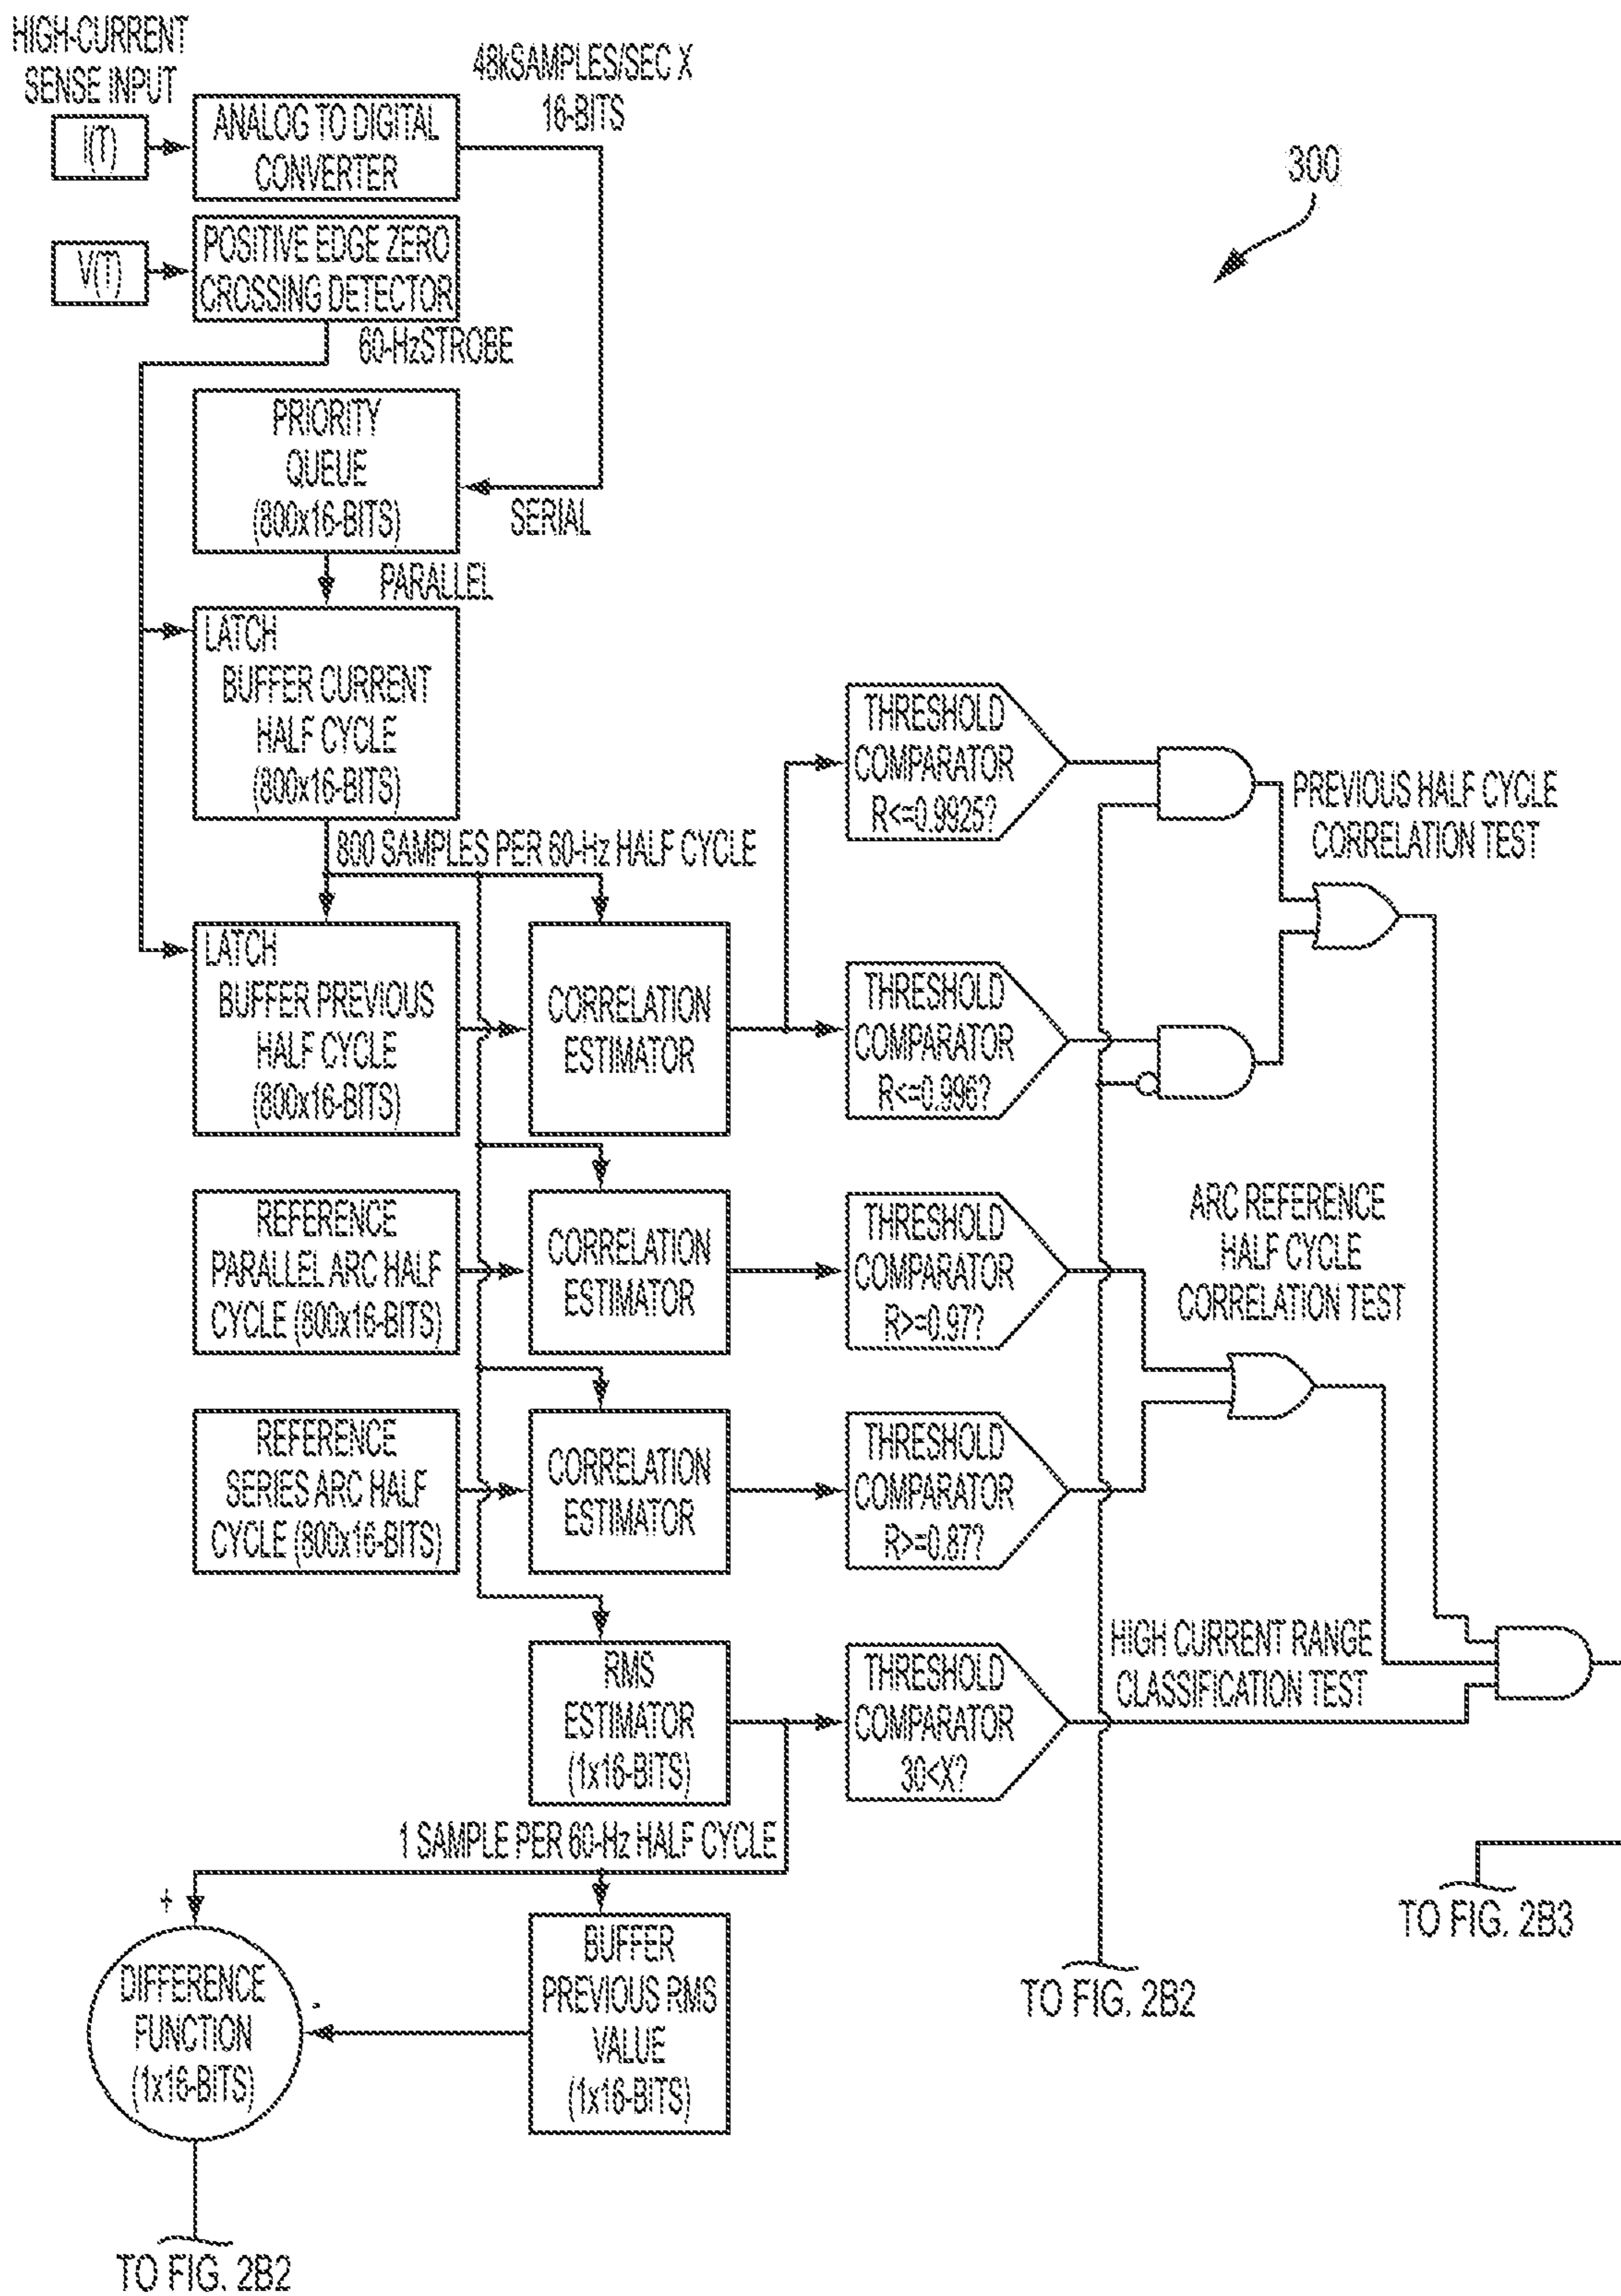 HIGH-CURRENT
SENSE INPUT
I(T)
ANALOG TO DIGITAL
CONVERTER
48kSAMPLES/SEC X
16-BITS
300
V(T)
POSITIVE EDGE ZERO
CROSSING DETECTOR
60-HzSTROBE
PRIORITY
QUEUE
(800x16-BITS)
SERIAL
PARALLEL
LATCH
BUFFER CURRENT
HALF CYCLE
(800x16-BITS)
800 SAMPLES PER 60-Hz HALF CYCLE
THRESHOLD
COMPARATOR
R<=0.9925?
PREVIOUS HALF CYCLE
CORRELATION TEST
LATCH
BUFFER PREVIOUS
HALF CYCLE
(800x16-BITS)
CORRELATION
ESTIMATOR
THRESHOLD
COMPARATOR
R<=0.996?
REFERENCE
PARALLEL ARC HALF
CYCLE (800x16-BITS)
CORRELATION
ESTIMATOR
THRESHOLD
COMPARATOR
R>=0.97?
ARC REFERENCE
HALF CYCLE
CORRELATION TEST
REFERENCE
SERIES ARC HALF
CYCLE (800x16-BITS)
CORRELATION
ESTIMATOR
THRESHOLD
COMPARATOR
R>=0.87?
RMS
ESTIMATOR
(1x16-BITS)
THRESHOLD
COMPARATOR
30<X?
HIGH CURRENT RANGE
CLASSIFICATION TEST
1 SAMPLE PER 60-Hz HALF CYCLE
+
DIFFERENCE
FUNCTION
(1x16-BITS)
-
BUFFER
PREVIOUS RMS
VALUE
(1x16-BITS)
TO FIG. 2B2
TO FIG. 2B3
TO FIG. 2B2